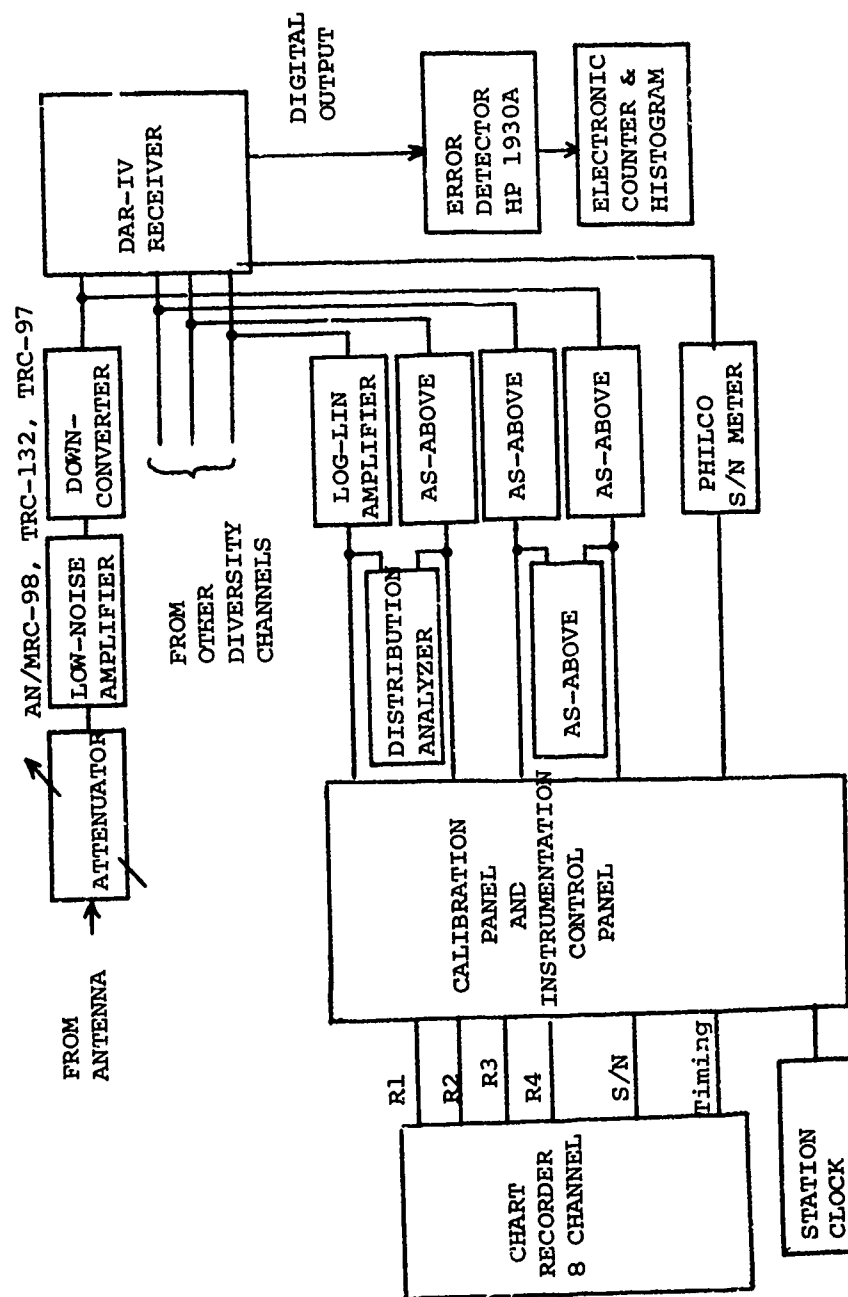 AN/MRC-98, TRC-132, TRC-97
FROM
ANTENNA
ATTENUATOR
LOW-NOISE
AMPLIFIER
DOWN-
CONVERTER
DAR-IV
RECEIVER
FROM
OTHER
DIVERSITY
CHANNELS
DIGITAL
OUTPUT
ERROR
DETECTOR
HP 1930A
ELECTRONIC
COUNTER &
HISTOGRAM
LOG-LIN
AMPLIFIER
AS-ABOVE
AS-ABOVE
AS-ABOVE
DISTRIBUTION
ANALYZER
AS-ABOVE
PHILCO
S/N METER
CALIBRATION
PANEL
AND
INSTRUMENTATION
CONTROL
PANEL
R1
R2
R3
R4
S/N
Timing
CHART
RECORDER
8 CHANNEL
STATION
CLOCK